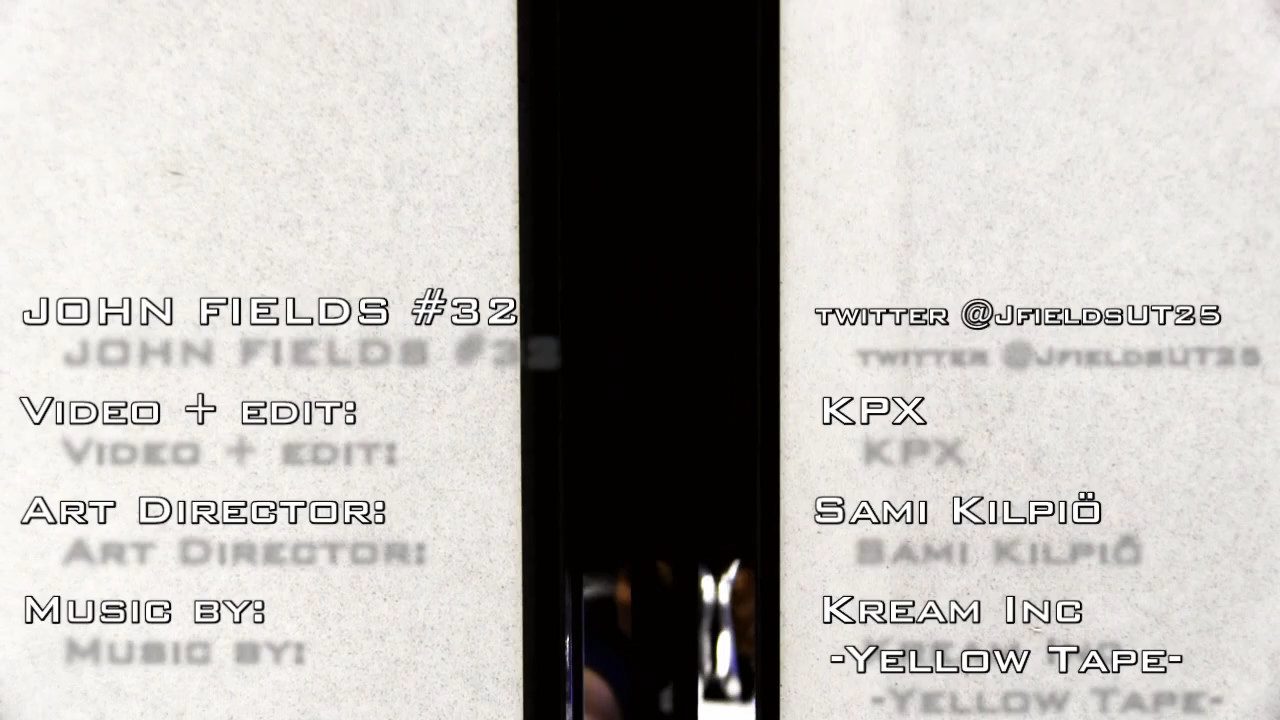 JOHN FIELDS #32 TWITTER @JFIELDSUT25
VIDEO + EDIT: KPX
ART DIRECTOR: SAMI KILPIÖ
MUSIC BY: KREAM INC
-YELLOW TAPE-